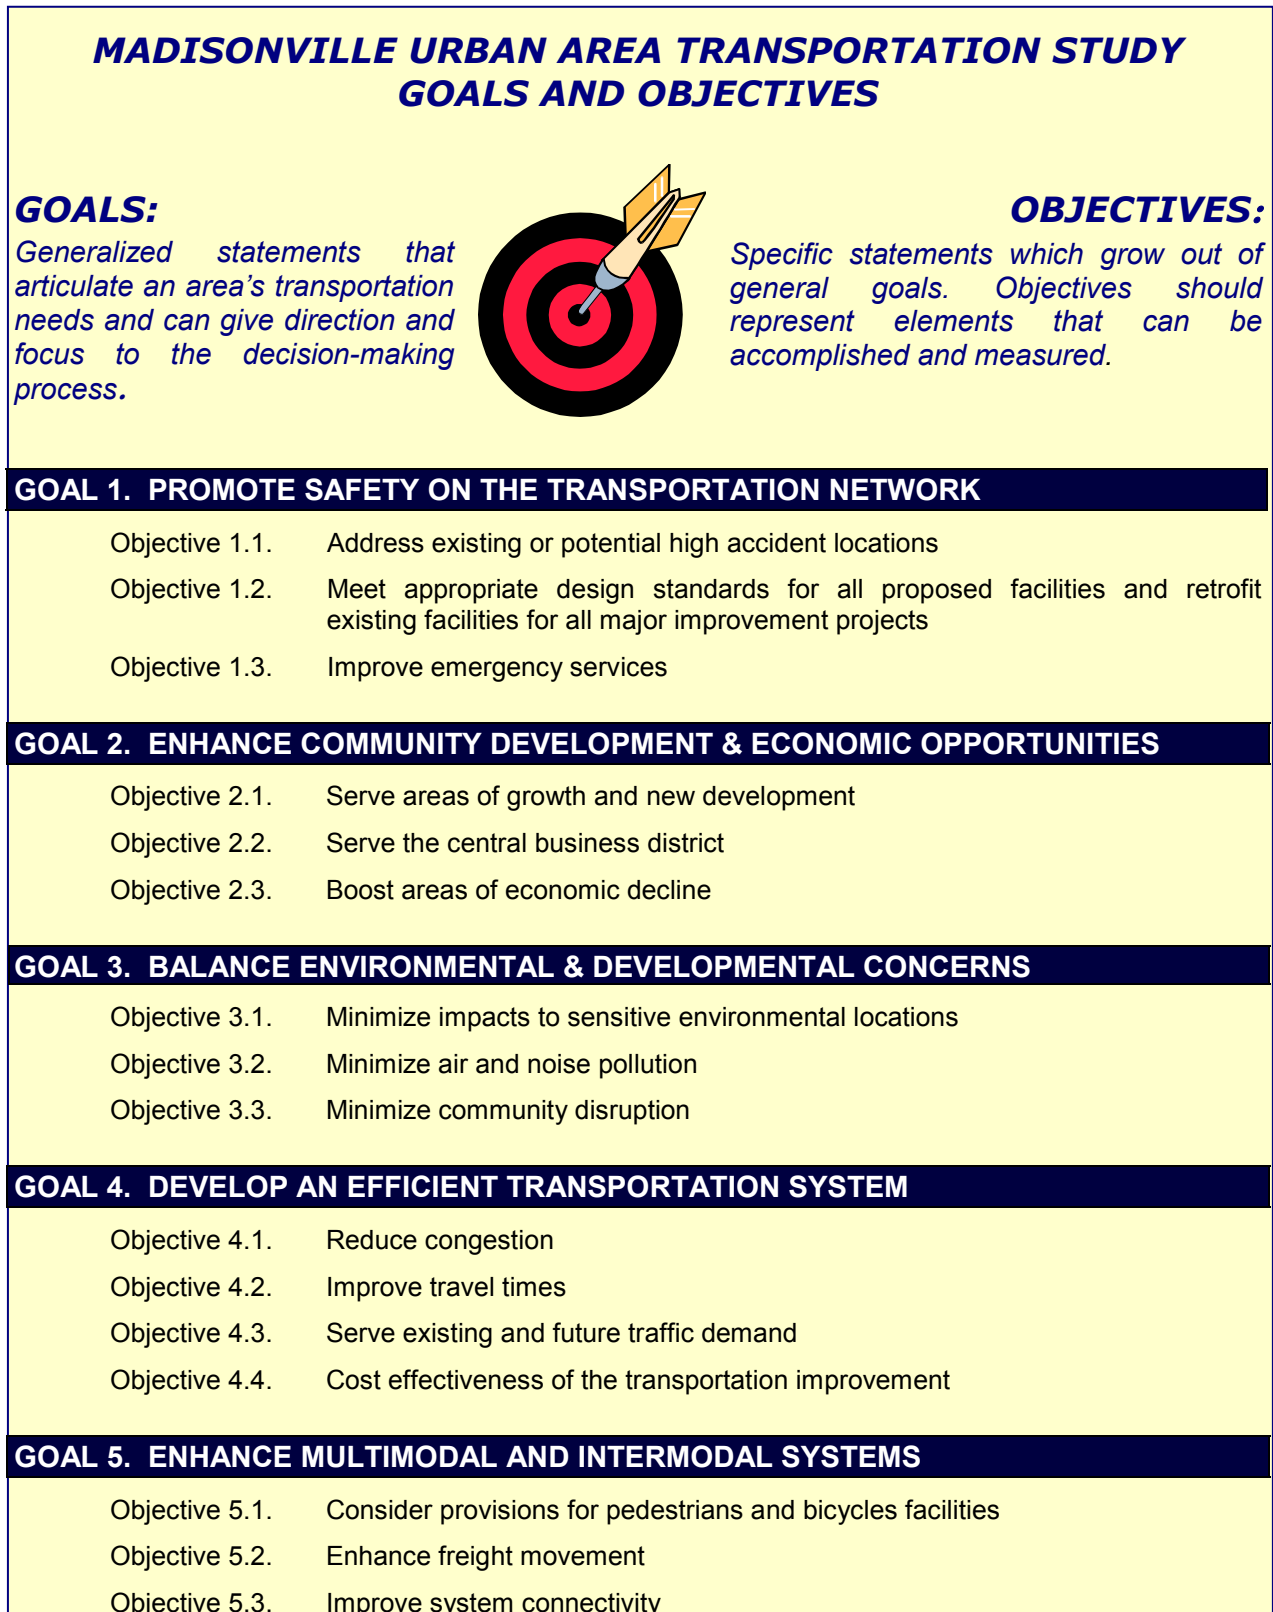 MADISONVILLE URBAN AREA TRANSPORTATION STUDY
GOALS AND OBJECTIVES
GOALS:
Generalized statements that
articulate an area’s transportation
needs and can give direction and
focus to the decision-making
process.
OBJECTIVES:
Specific statements which grow out of
general goals. Objectives should
represent elements that can be
accomplished and measured.
GOAL 1. PROMOTE SAFETY ON THE TRANSPORTATION NETWORK
Objective 1.1. Address existing or potential high accident locations
Objective 1.2. Meet appropriate design standards for all proposed facilities and retrofit
existing facilities for all major improvement projects
Objective 1.3. Improve emergency services
GOAL 2. ENHANCE COMMUNITY DEVELOPMENT & ECONOMIC OPPORTUNITIES
Objective 2.1. Serve areas of growth and new development
Objective 2.2. Serve the central business district
Objective 2.3. Boost areas of economic decline
GOAL 3. BALANCE ENVIRONMENTAL & DEVELOPMENTAL CONCERNS
Objective 3.1. Minimize impacts to sensitive environmental locations
Objective 3.2. Minimize air and noise pollution
Objective 3.3. Minimize community disruption
GOAL 4. DEVELOP AN EFFICIENT TRANSPORTATION SYSTEM
Objective 4.1. Reduce congestion
Objective 4.2. Improve travel times
Objective 4.3. Serve existing and future traffic demand
Objective 4.4. Cost effectiveness of the transportation improvement
GOAL 5. ENHANCE MULTIMODAL AND INTERMODAL SYSTEMS
Objective 5.1. Consider provisions for pedestrians and bicycles facilities
Objective 5.2. Enhance freight movement
Objective 5.3. Improve system connectivity